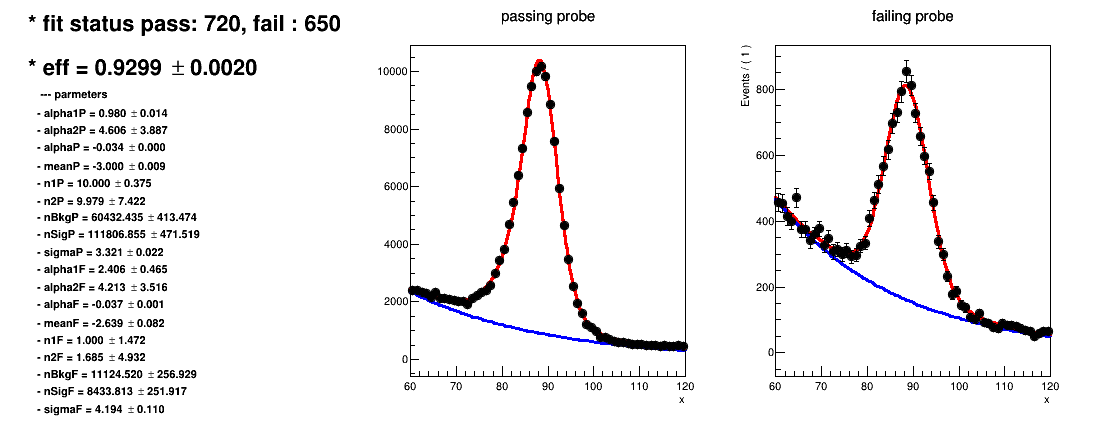 * fit status pass: 720, fail : 650
* eff = 0.9299 ± 0.0020
--- parmeters
- alpha1P = 0.980 ± 0.014
- alpha2P = 4.606 ± 3.887
- alphaP = -0.034 ± 0.000
- meanP = -3.000 ± 0.009
- n1P = 10.000 ± 0.375
- n2P = 9.979 ± 7.422
- nBkgP = 60432.435 ± 413.474
- nSigP = 111806.855 ± 471.519
- sigmaP = 3.321 ± 0.022
- alpha1F = 2.406 ± 0.465
- alpha2F = 4.213 ± 3.516
- alphaF = -0.037 ± 0.001
- meanF = -2.639 ± 0.082
- n1F = 1.000 ± 1.472
- n2F = 1.685 ± 4.932
- nBkgF = 11124.520 ± 256.929
- nSigF = 8433.813 ± 251.917
- sigmaF = 4.194 ± 0.110
passing probe
10000
8000
6000
4000
2000
0
60 70 80 90 100 110 120
x
failing probe
Events / ( 1 )
800
600
400
200
0
60 70 80 90 100 110 120
x